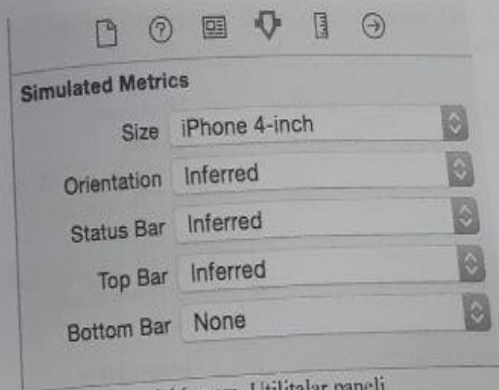 Simulated Metrics
Size iPhone 4-inch
Orientation Inferred
Status Bar Inferred
Top Bar Inferred
Bottom Bar None
Utilitalar paneli